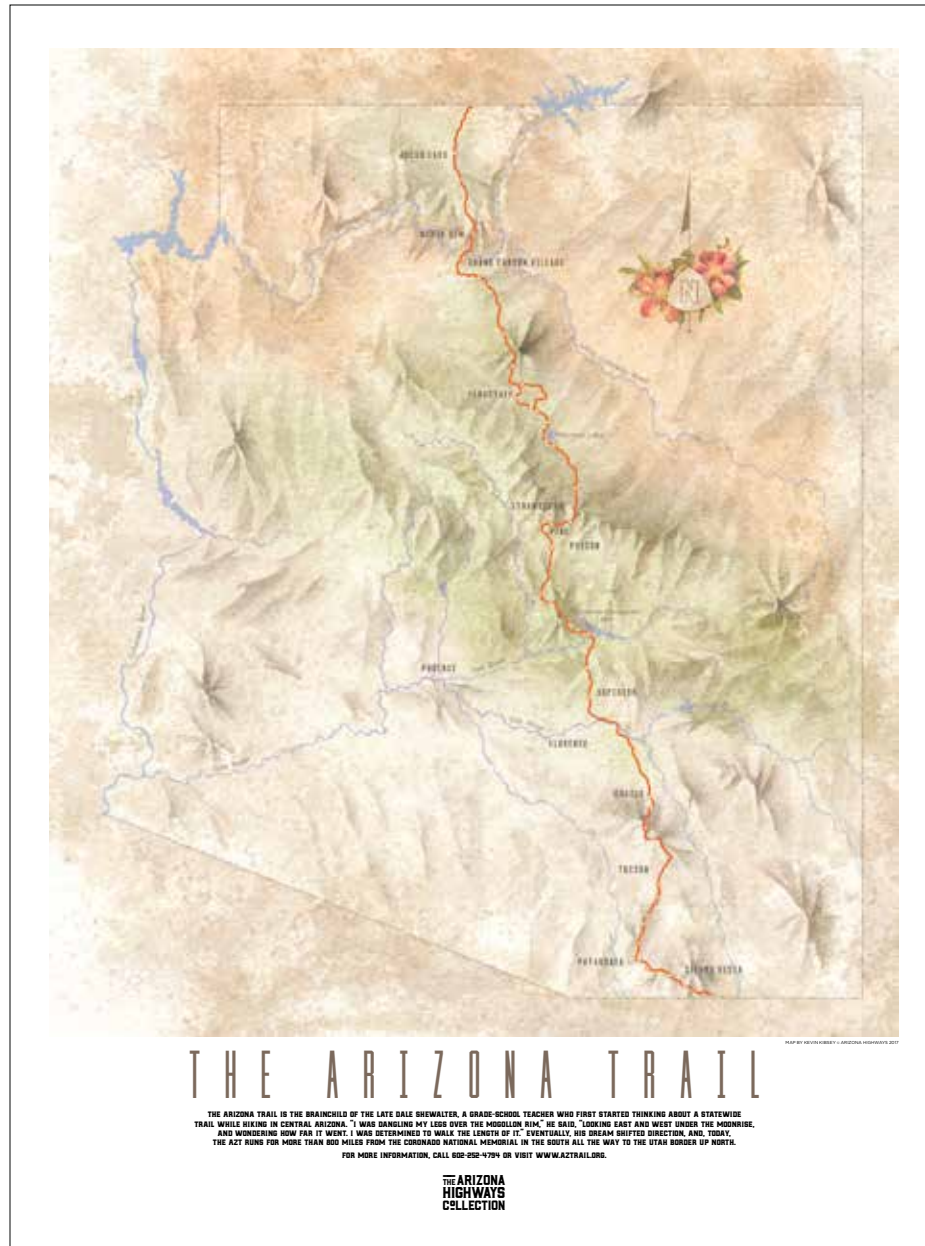 JACOB LAKE
NORTH RIM
GRAND CANYON VILLAGE
N
FLAGSTAFF
STRAWBERRY
PINE
PAYSON
PHOENIX
SUPERIOR
FLORENCE
ORACLE
TUCSON
PATAGONIA
SIERRA VISTA
MAP BY KEVIN KIBSEY © ARIZONA HIGHWAYS 2017
THE ARIZONA TRAIL
THE ARIZONA TRAIL IS THE BRAINCHILD OF THE LATE DALE SHEWALTER, A GRADE-SCHOOL TEACHER WHO FIRST STARTED THINKING ABOUT A STATEWIDE
TRAIL WHILE HIKING IN CENTRAL ARIZONA. "I WAS DANGLING MY LEGS OVER THE MOGOLLON RIM," HE SAID, "LOOKING EAST AND WEST UNDER THE MOONRISE,
AND WONDERING HOW FAR IT WENT. I WAS DETERMINED TO WALK THE LENGTH OF IT." EVENTUALLY, HIS DREAM SHIFTED DIRECTION, AND, TODAY,
THE AZT RUNS FOR MORE THAN 800 MILES FROM THE CORONADO NATIONAL MEMORIAL IN THE SOUTH ALL THE WAY TO THE UTAH BORDER UP NORTH.
FOR MORE INFORMATION, CALL 602-252-4794 OR VISIT WWW.AZTRAIL.ORG.
THE ARIZONA
HIGHWAYS
COLLECTION